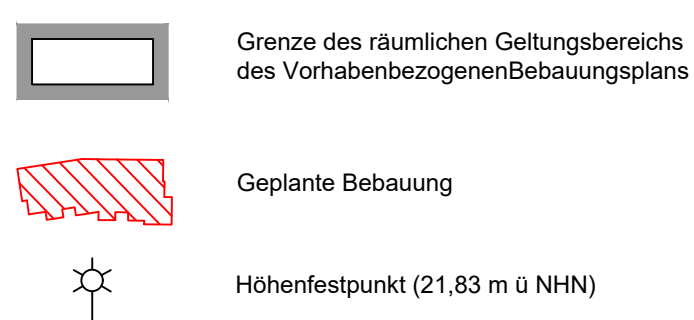 Grenze des räumlichen Geltungsbereichs
des VorhabenbezogenenBebauungsplans
Geplante Bebauung
Höhenfestpunkt (21,83 m ü NHN)